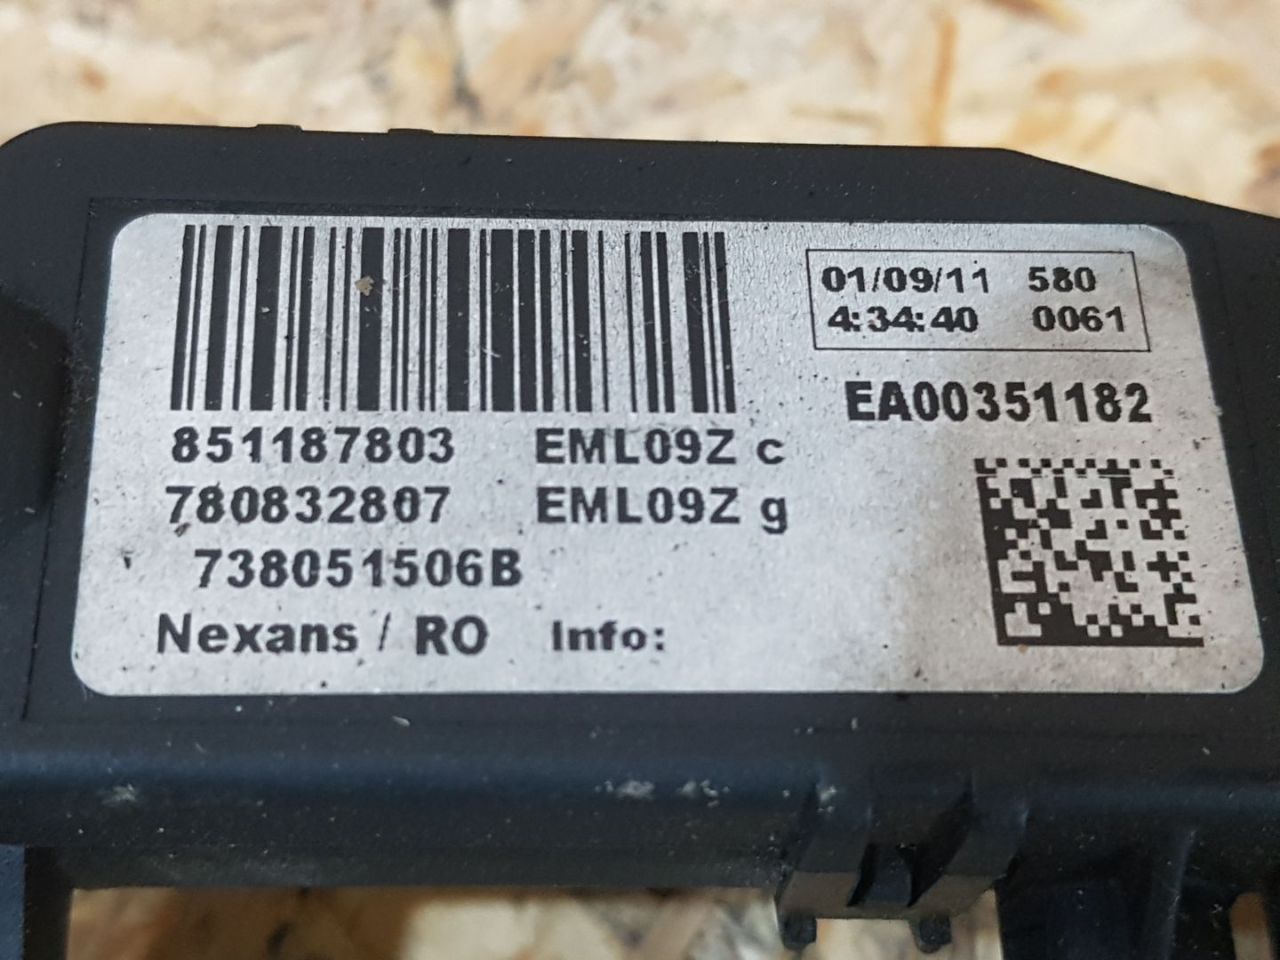 01/09/11 580
4:34:40 0061
EA00351182
851187803 EML09Z c
780832807 EML09Z g
738051506B
Nexans / RO Info: